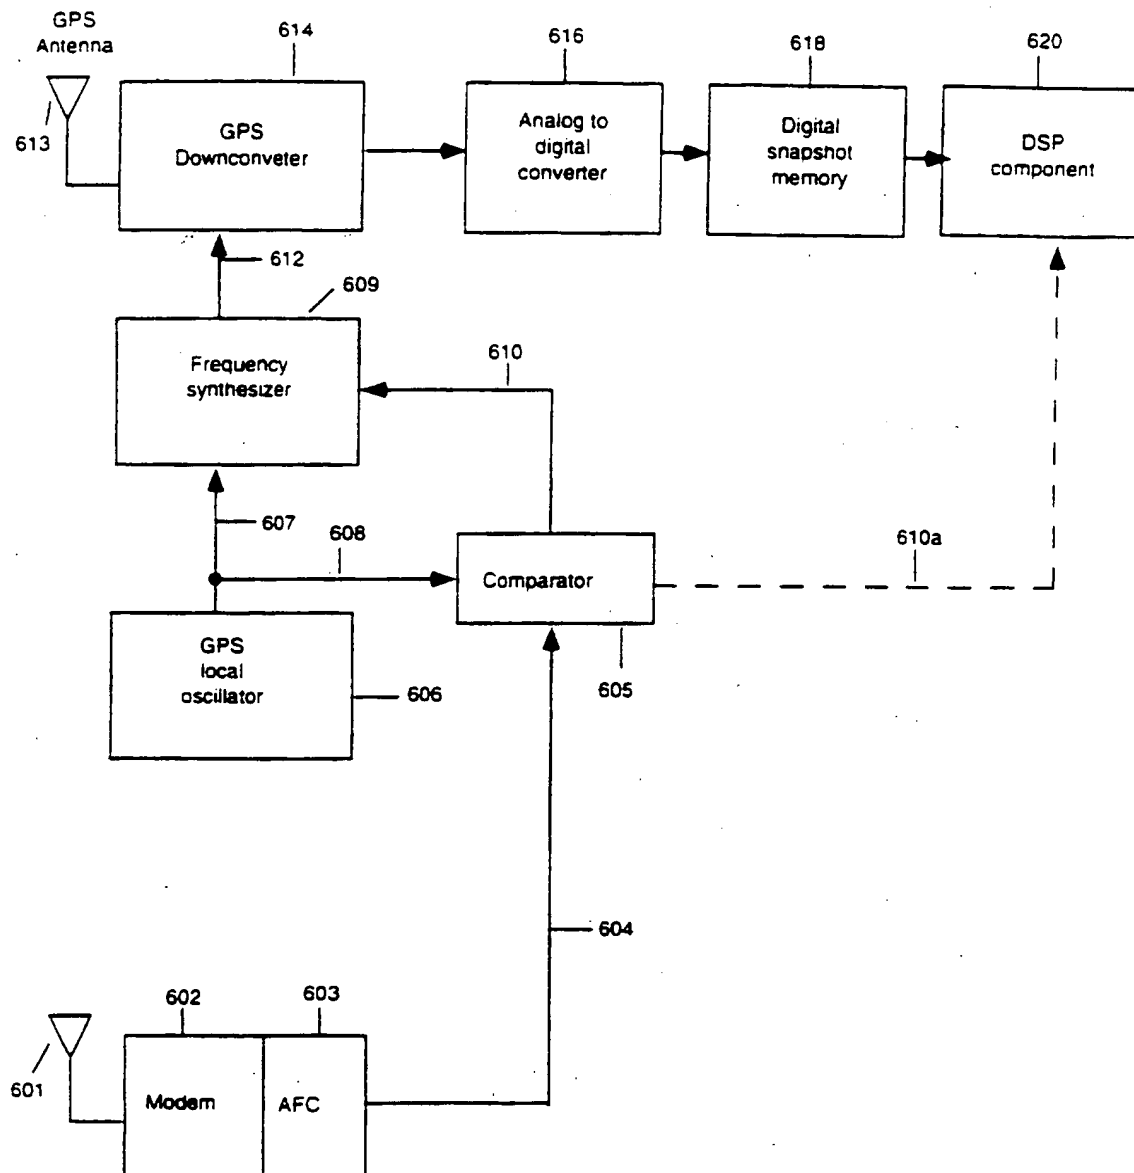 GPS
Antenna
614
616
618
620
613
GPS
Downconveter
Analog to
digital
converter
Digital
snapshot
memory
DSP
component
612
609
Frequency
synthesizer
610
607
608
610a
Comparator
GPS
local
oscillator
606
605
604
602
603
601
Modem
AFC